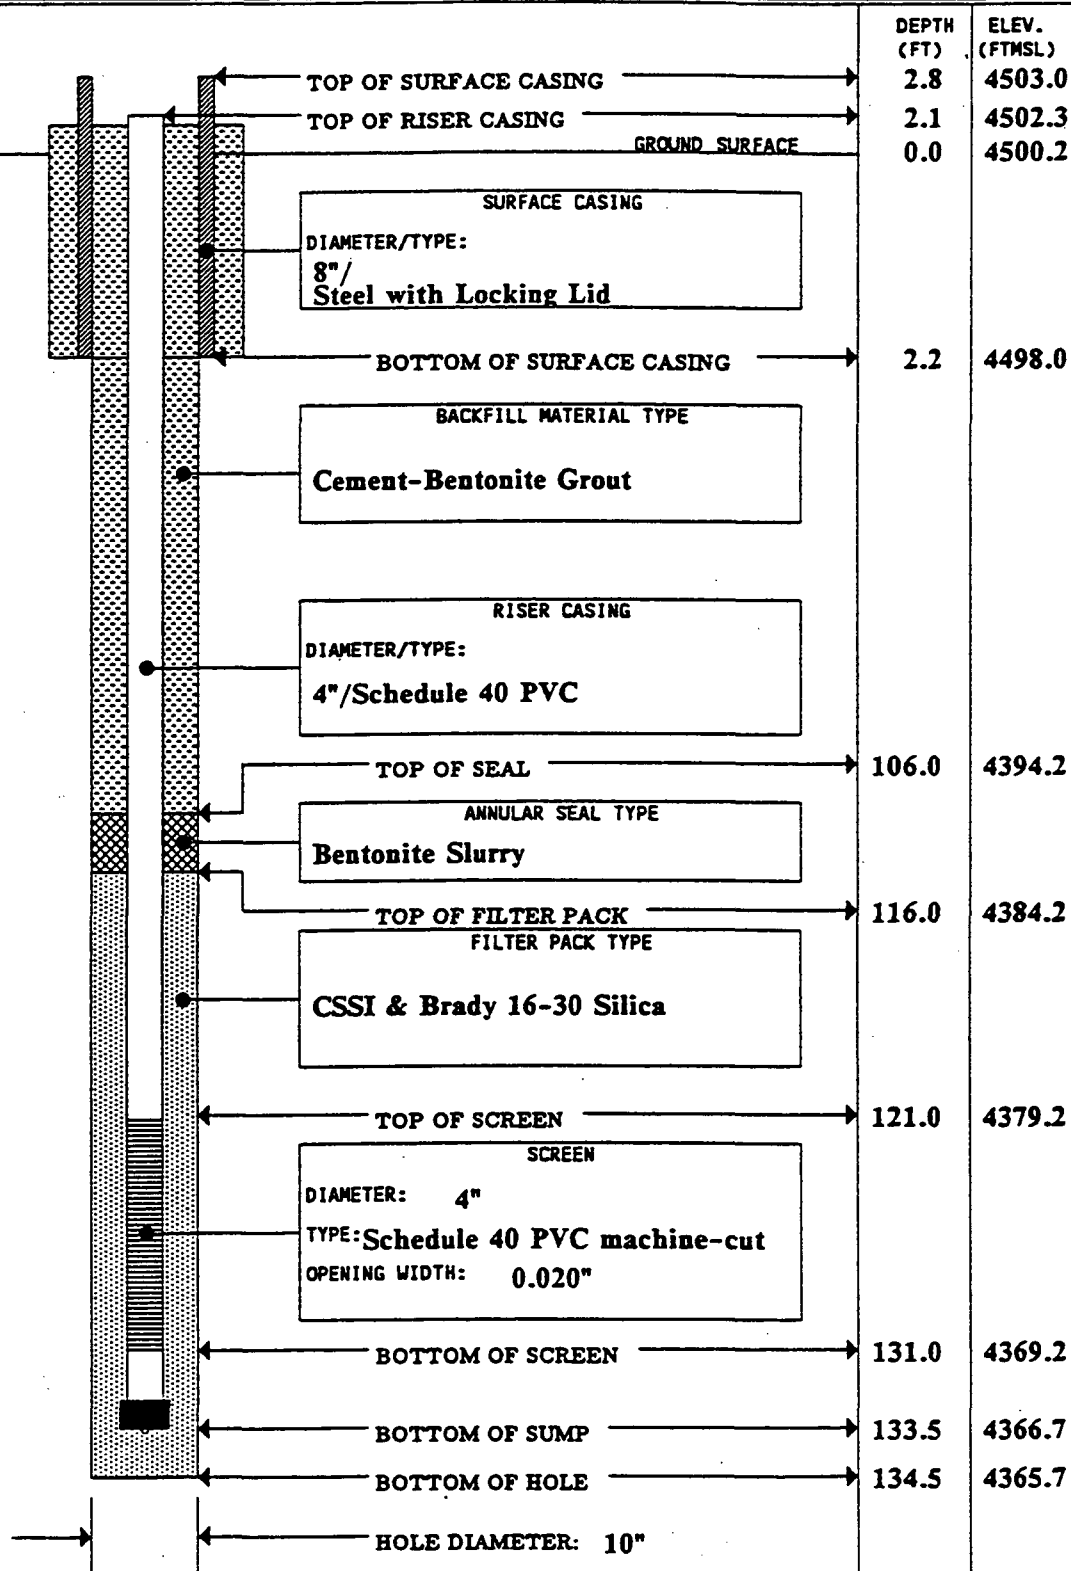 DEPTH ELEV.
(FT) (FTMSL)
TOP OF SURFACE CASING 2.8 4503.0
TOP OF RISER CASING 2.1 4502.3
GROUND SURFACE 0.0 4500.2
SURFACE CASING
DIAMETER/TYPE:
8"/
Steel with Locking Lid
BOTTOM OF SURFACE CASING 2.2 4498.0
BACKFILL MATERIAL TYPE
Cement-Bentonite Grout
RISER CASING
DIAMETER/TYPE:
4"/Schedule 40 PVC
TOP OF SEAL 106.0 4394.2
ANNULAR SEAL TYPE
Bentonite Slurry
TOP OF FILTER PACK 116.0 4384.2
FILTER PACK TYPE
CSSI & Brady 16-30 Silica
TOP OF SCREEN 121.0 4379.2
SCREEN
DIAMETER: 4"
TYPE: Schedule 40 PVC machine-cut
OPENING WIDTH: 0.020"
BOTTOM OF SCREEN 131.0 4369.2
BOTTOM OF SUMP 133.5 4366.7
BOTTOM OF HOLE 134.5 4365.7
HOLE DIAMETER: 10"